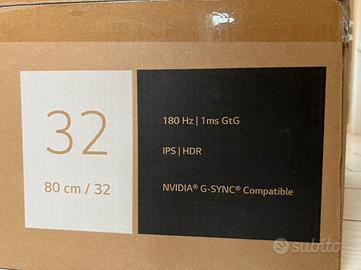 32
80 cm / 32
180 Hz | 1ms GtG
IPS | HDR
NVIDIA® G-SYNC® Compatible
subito